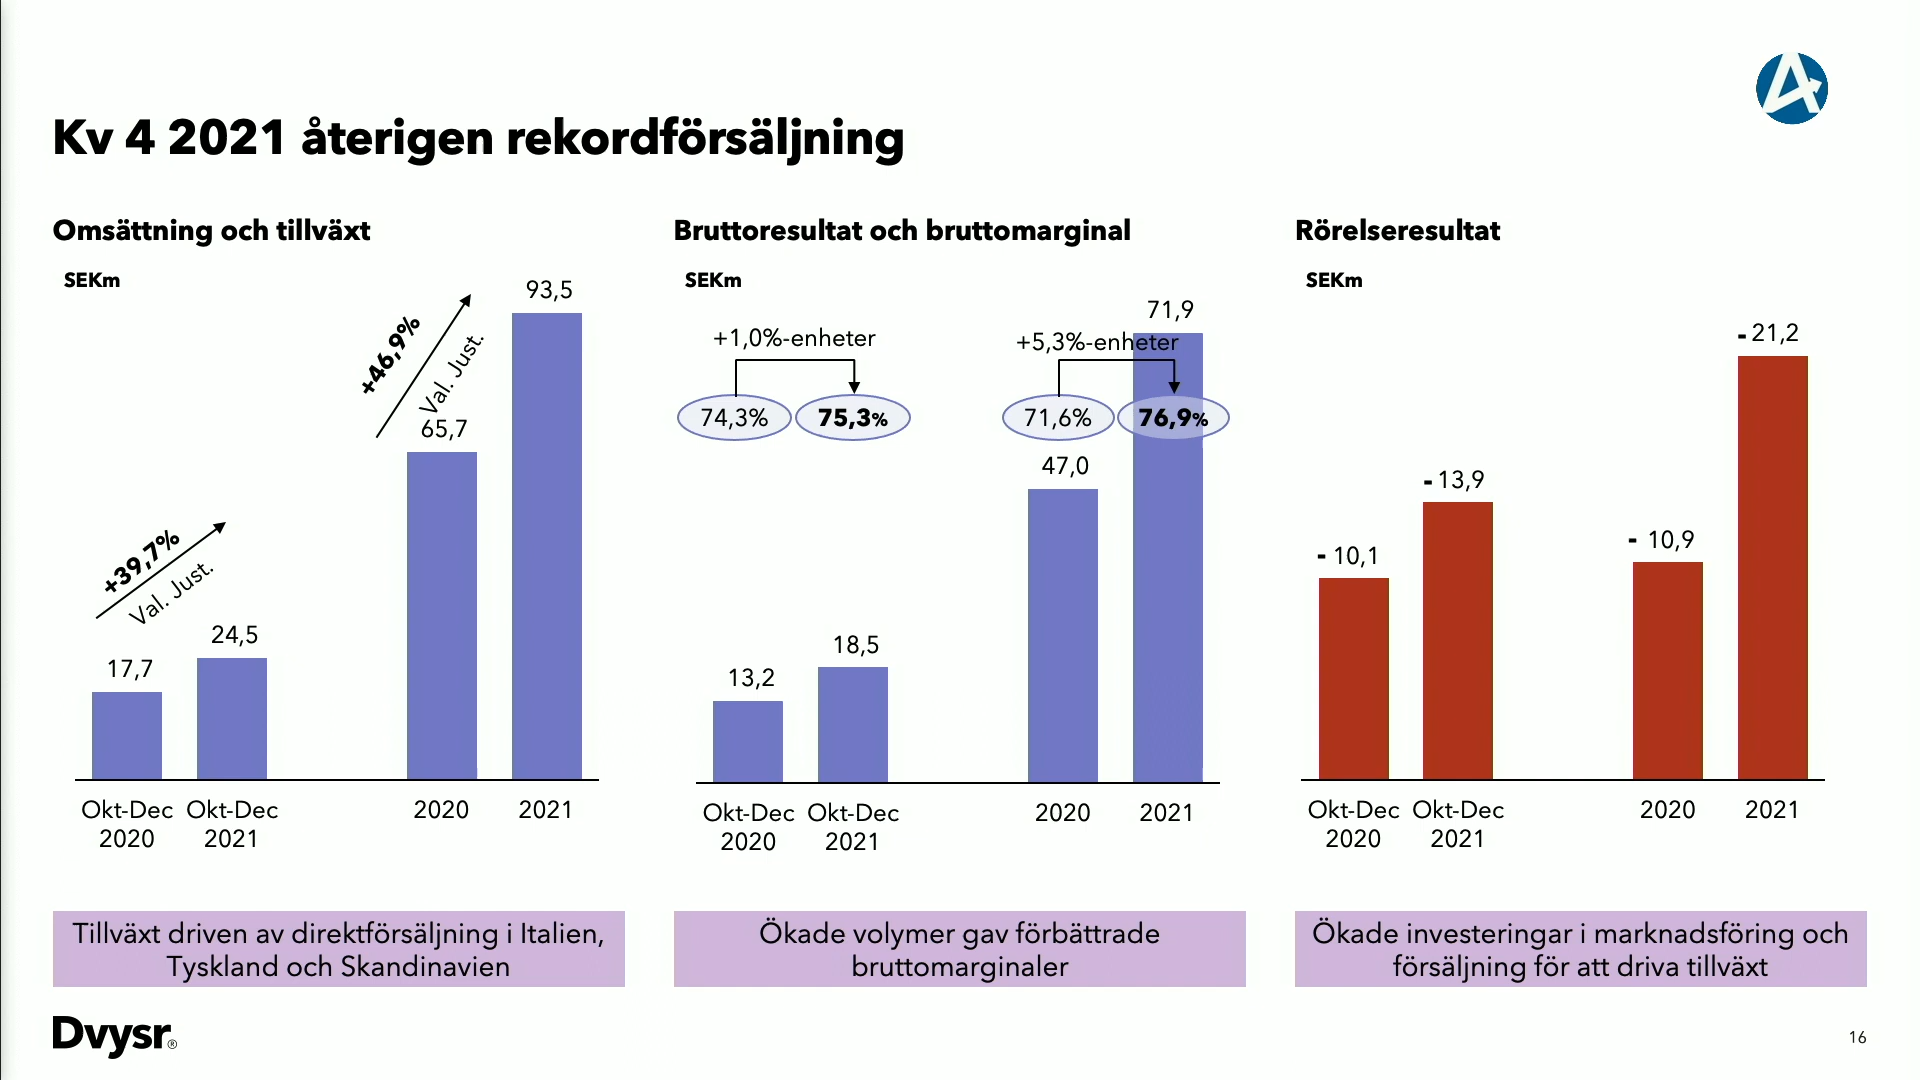 Kv 4 2021 återigen rekordförsäljning
Omsättning och tillväxt
SEKm
93,5
+46,9%
Val. Just.
65,7
+39,7%
Val. Just.
24,5
17,7
Okt-Dec Okt-Dec 2020 2021
2020 2021
Tillväxt driven av direktförsäljning i Italien,
Tyskland och Skandinavien
Bruttoresultat och bruttomarginal
SEKm
71,9
+1,0%-enheter
+5,3%-enheter
74,3% 75,3% 71,6% 76,9%
47,0
18,5
13,2
Okt-Dec Okt-Dec 2020 2021
2020 2021
Ökade volymer gav förbättrade
bruttomarginaler
Rörelseresultat
SEKm
- 21,2
- 13,9
- 10,9
- 10,1
Okt-Dec Okt-Dec 2020 2021
2020 2021
Ökade investeringar i marknadsföring och
försäljning för att driva tillväxt
Dvysr®
16